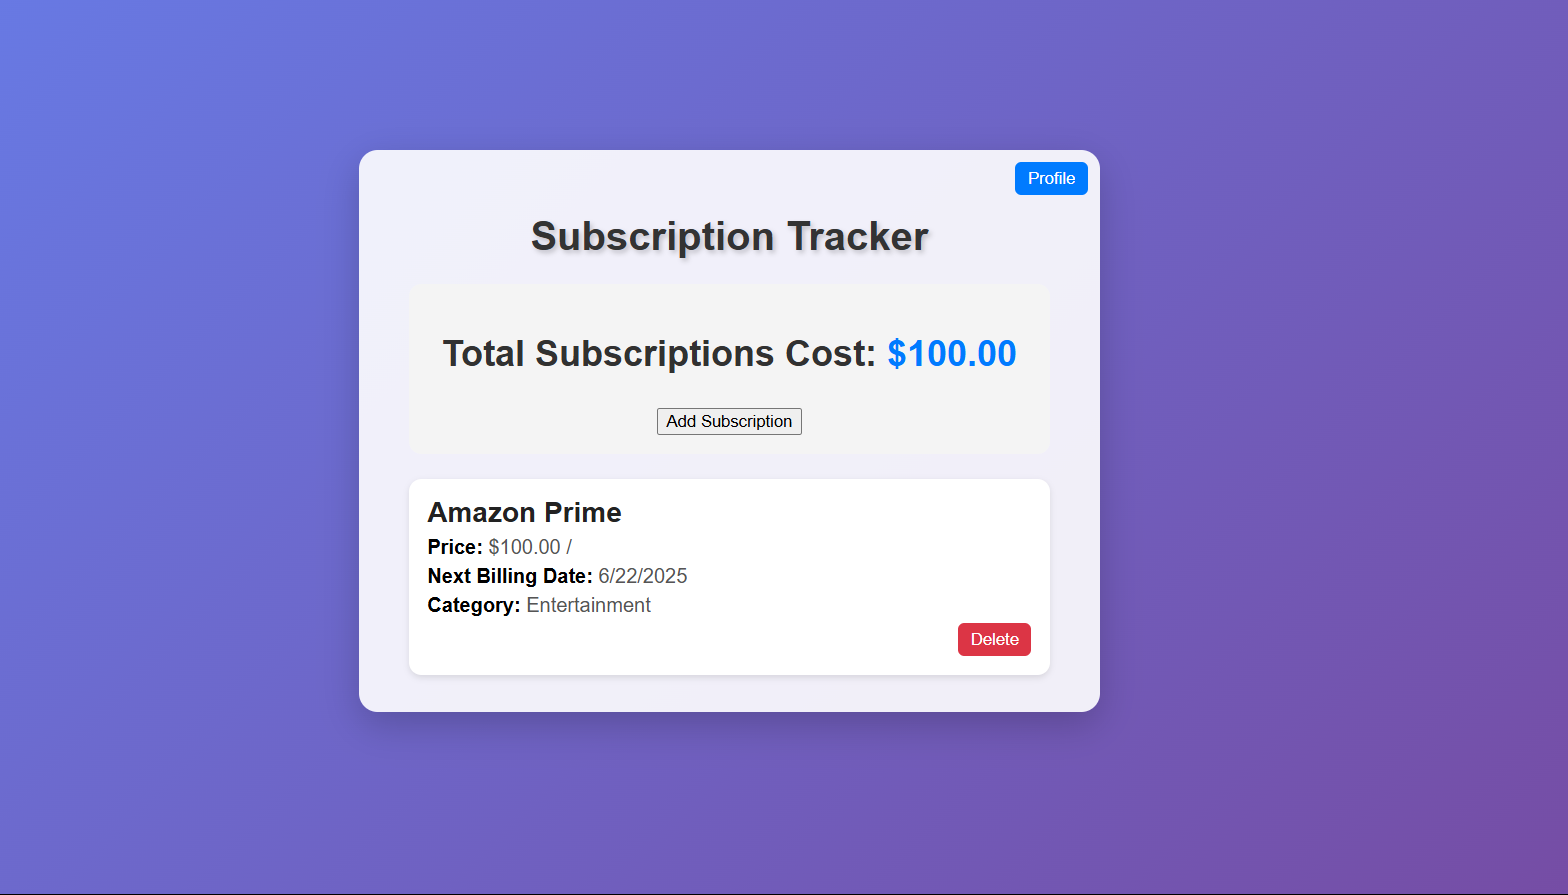 Profile
Subscription Tracker
Total Subscriptions Cost: $100.00
Add Subscription
Amazon Prime
Price: $100.00 /
Next Billing Date: 6/22/2025
Category: Entertainment
Delete